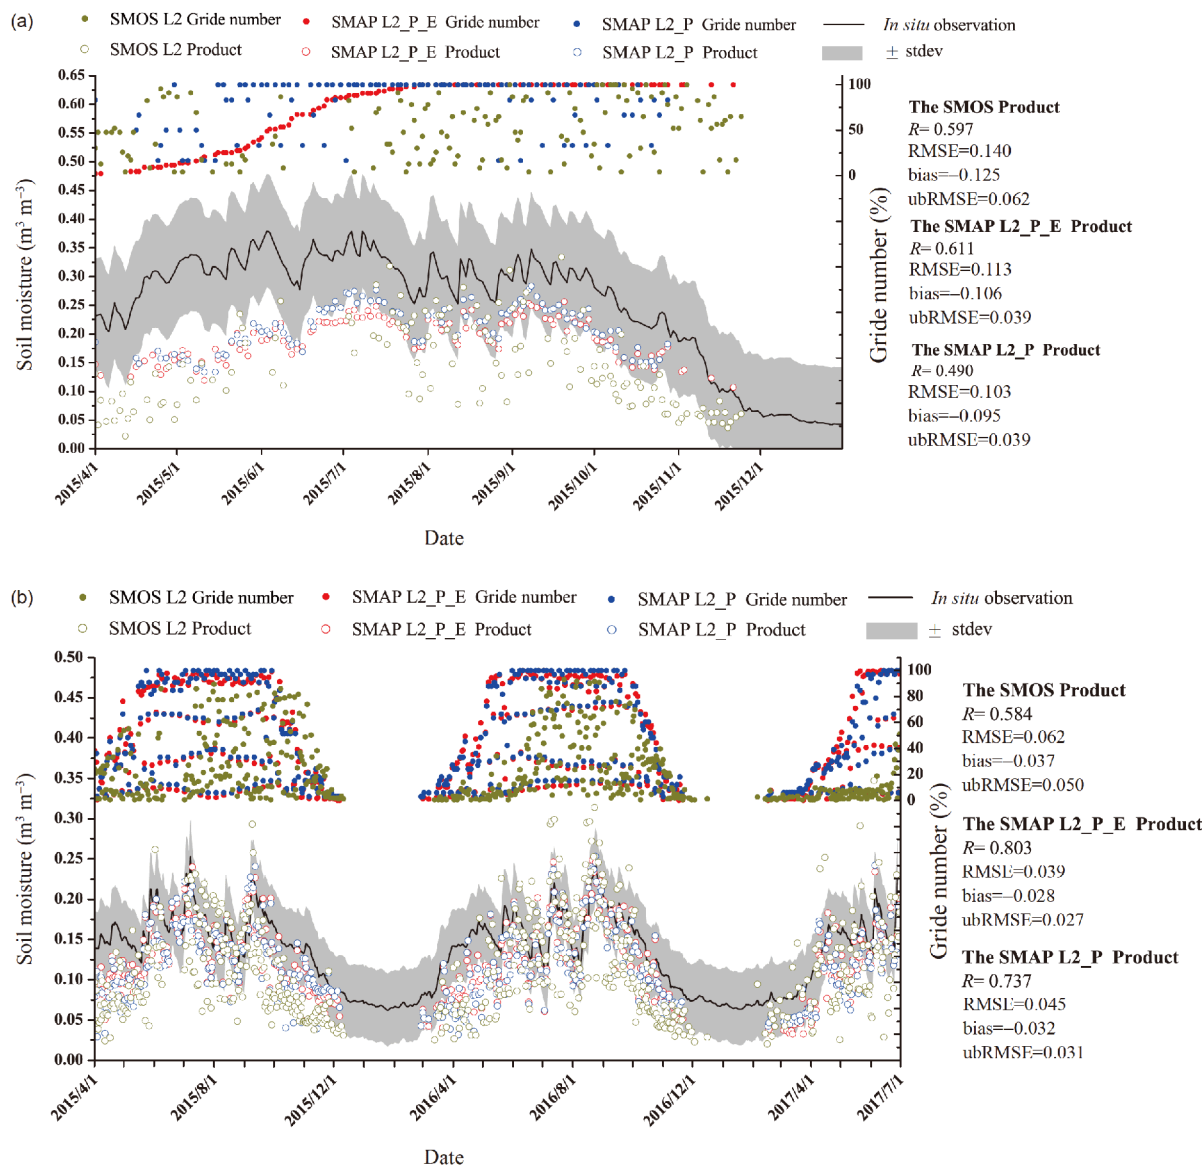 (a)
SMOS L2 Gride number
SMAP L2_P_E Gride number
SMAP L2_P Gride number
In situ observation
SMOS L2 Product
SMAP L2_P_E Product
SMAP L2_P Product
± stdev
0.65
0.60
0.55
0.50
0.45
0.40
0.35
0.30
0.25
0.20
0.15
0.10
0.05
0.00
Soil moisture (m³ m⁻³)
100
50
0
Gride number (%)
2015/4/1
2015/5/1
2015/6/1
2015/7/1
2015/8/1
2015/9/1
2015/10/1
2015/11/1
2015/12/1
Date
The SMOS Product
R= 0.597
RMSE=0.140
bias=−0.125
ubRMSE=0.062
The SMAP L2_P_E Product
R= 0.611
RMSE=0.113
bias=−0.106
ubRMSE=0.039
The SMAP L2_P Product
R= 0.490
RMSE=0.103
bias=−0.095
ubRMSE=0.039
(b)
SMOS L2 Gride number
SMAP L2_P_E Gride number
SMAP L2_P Gride number
In situ observation
SMOS L2 Product
SMAP L2_P_E Product
SMAP L2_P Product
± stdev
0.50
0.45
0.40
0.35
0.30
0.25
0.20
0.15
0.10
0.05
0.00
Soil moisture (m³ m⁻³)
100
80
60
40
20
0
Gride number (%)
2015/4/1
2015/8/1
2015/12/1
2016/4/1
2016/8/1
2016/12/1
2017/4/1
2017/7/1
Date
The SMOS Product
R= 0.584
RMSE=0.062
bias=−0.037
ubRMSE=0.050
The SMAP L2_P_E Product
R= 0.803
RMSE=0.039
bias=−0.028
ubRMSE=0.027
The SMAP L2_P Product
R= 0.737
RMSE=0.045
bias=−0.032
ubRMSE=0.031